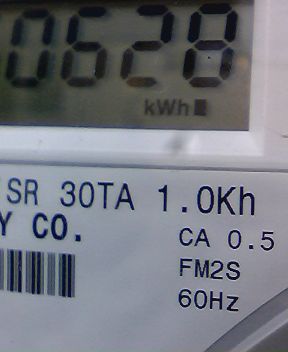 0628
kWh
SR 30TA 1.0Kh
Y CO.
CA 0.5
FM2S
60Hz